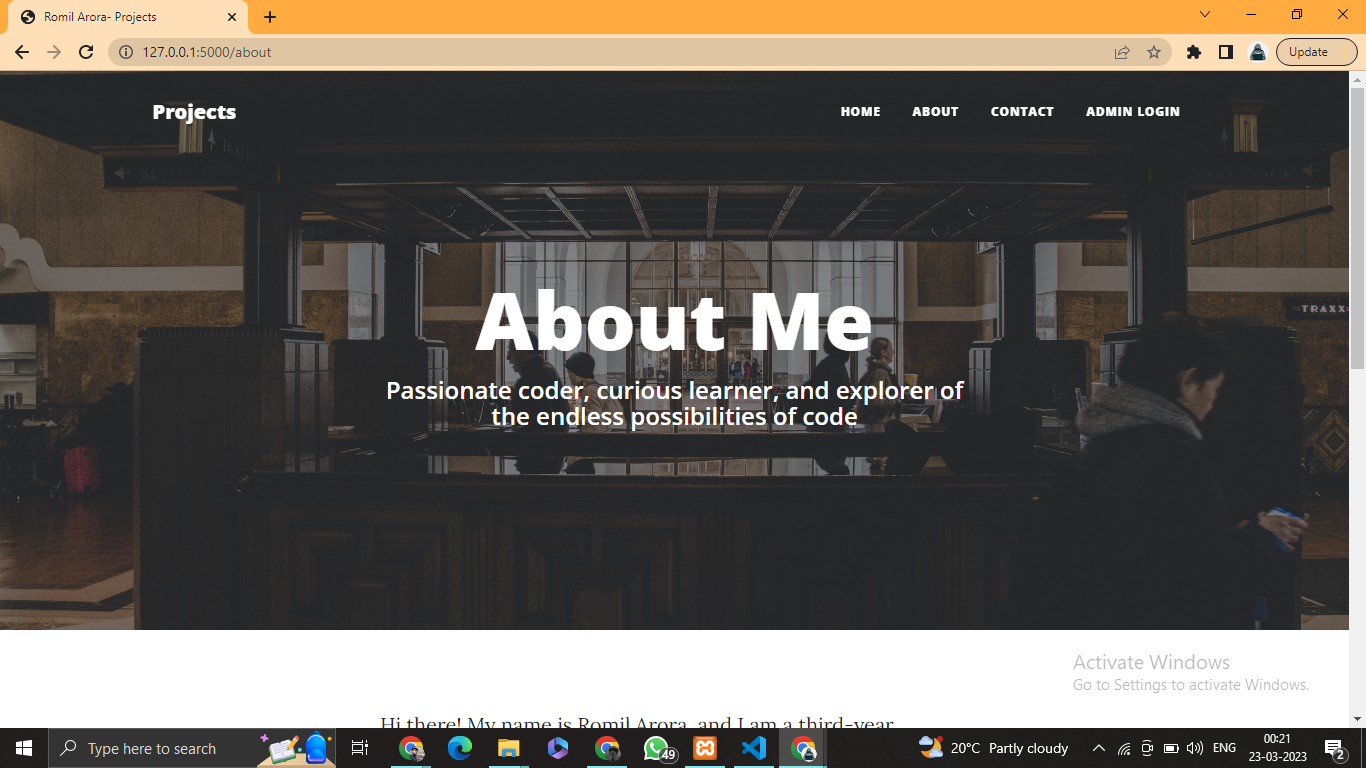 Romil Arora- Projects
127.0.0.1:5000/about
Update
Projects
HOME ABOUT CONTACT ADMIN LOGIN
TRAXX
About Me
Passionate coder, curious learner, and explorer of
the endless possibilities of code
Activate Windows
Go to Settings to activate Windows.
Hi there! My name is Romil Arora, and I am a third-year
Type here to search
49
20°C Partly cloudy
ENG
00:21
23-03-2023
2